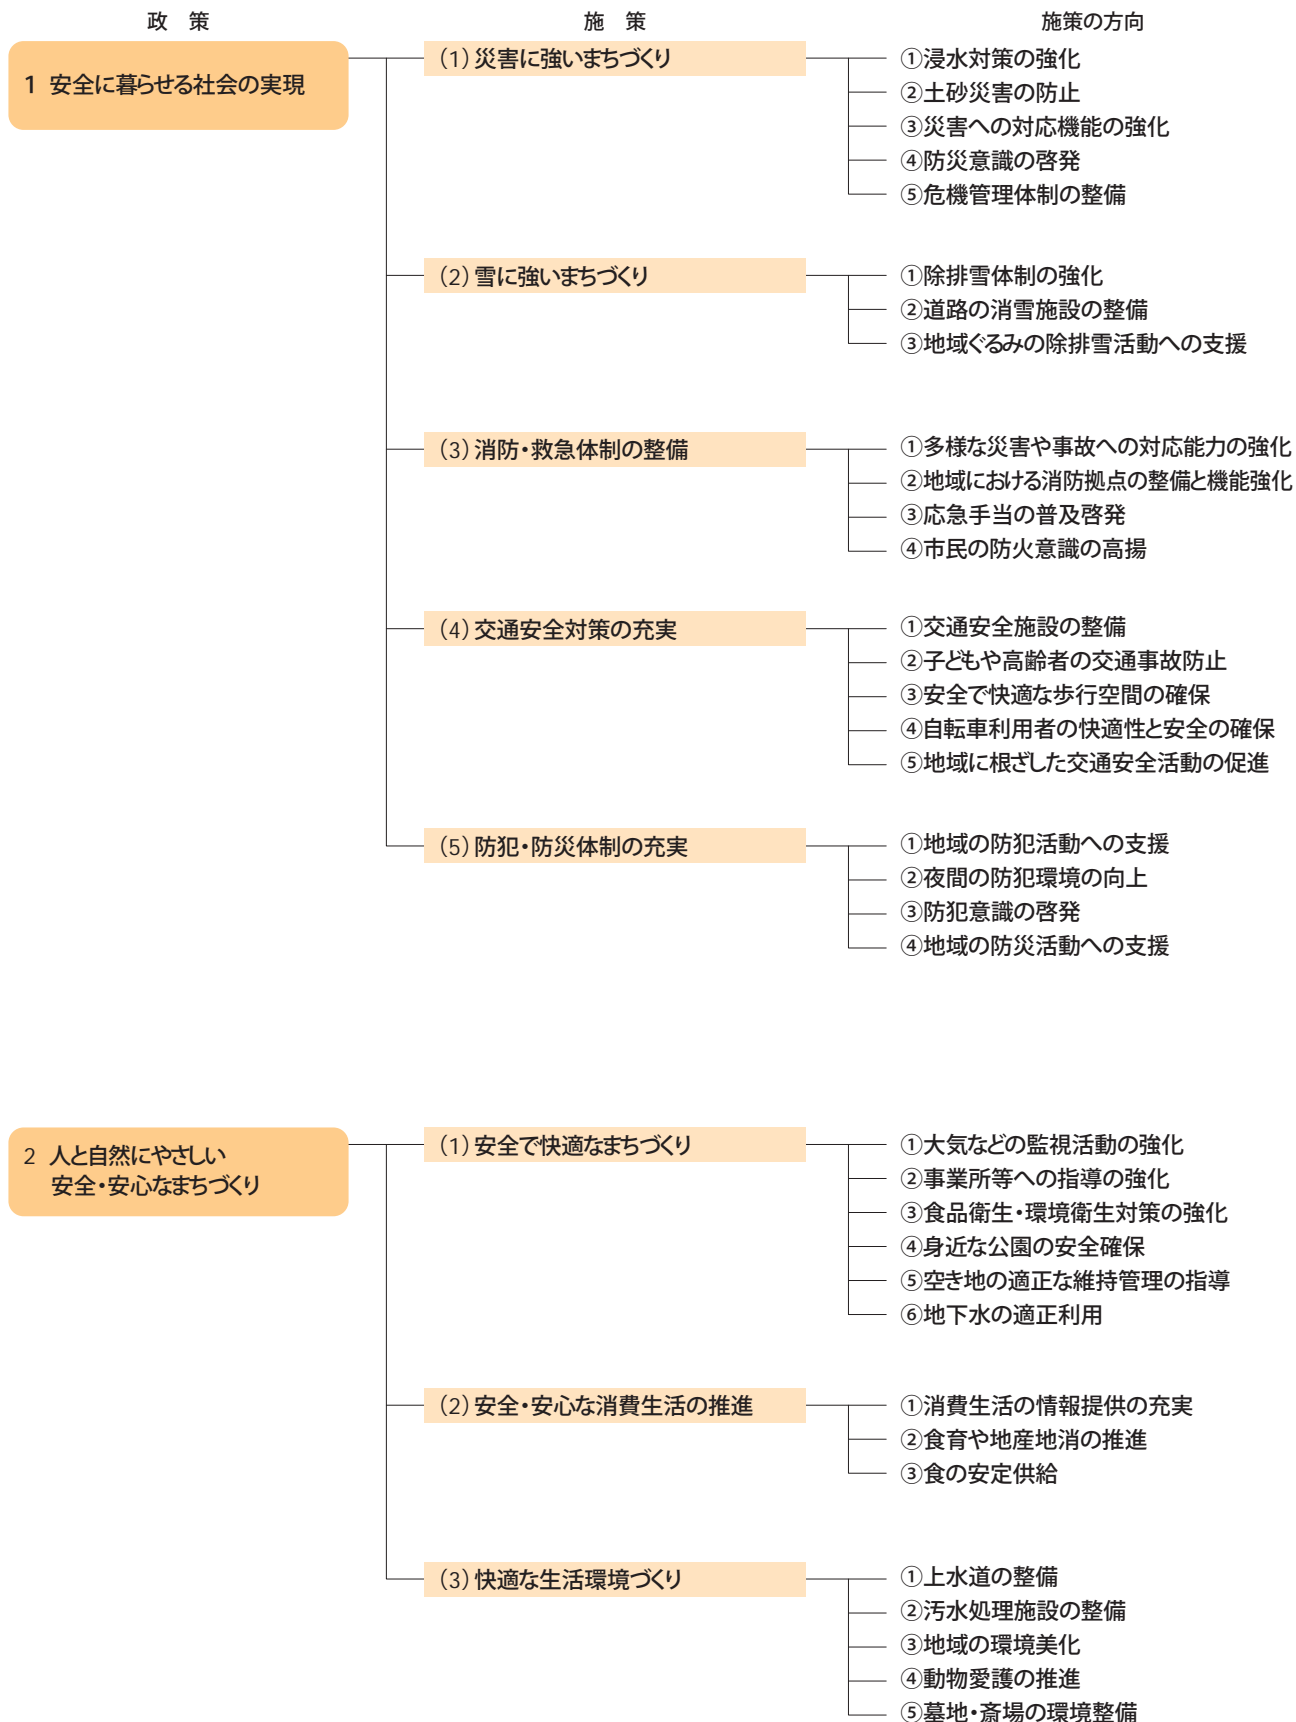 政　策　施　策　施策の方向
1 安全に暮らせる社会の実現
(1)災害に強いまちづくり
①浸水対策の強化
②土砂災害の防止
③災害への対応機能の強化
④防災意識の啓発
⑤危機管理体制の整備
(2)雪に強いまちづくり
①除排雪体制の強化
②道路の消雪施設の整備
③地域ぐるみの除排雪活動への支援
(3)消防・救急体制の整備
①多様な災害や事故への対応能力の強化
②地域における消防拠点の整備と機能強化
③応急手当の普及啓発
④市民の防火意識の高揚
(4)交通安全対策の充実
①交通安全施設の整備
②子どもや高齢者の交通事故防止
③安全で快適な歩行空間の確保
④自転車利用者の快適性と安全の確保
⑤地域に根ざした交通安全活動の促進
(5)防犯・防災体制の充実
①地域の防犯活動への支援
②夜間の防犯環境の向上
③防犯意識の啓発
④地域の防災活動への支援
2 人と自然にやさしい
安全・安心なまちづくり
(1)安全で快適なまちづくり
①大気などの監視活動の強化
②事業所等への指導の強化
③食品衛生・環境衛生対策の強化
④身近な公園の安全確保
⑤空き地の適正な維持管理の指導
⑥地下水の適正利用
(2)安全・安心な消費生活の推進
①消費生活の情報提供の充実
②食育や地産地消の推進
③食の安定供給
(3)快適な生活環境づくり
①上水道の整備
②汚水処理施設の整備
③地域の環境美化
④動物愛護の推進
⑤墓地・斎場の環境整備